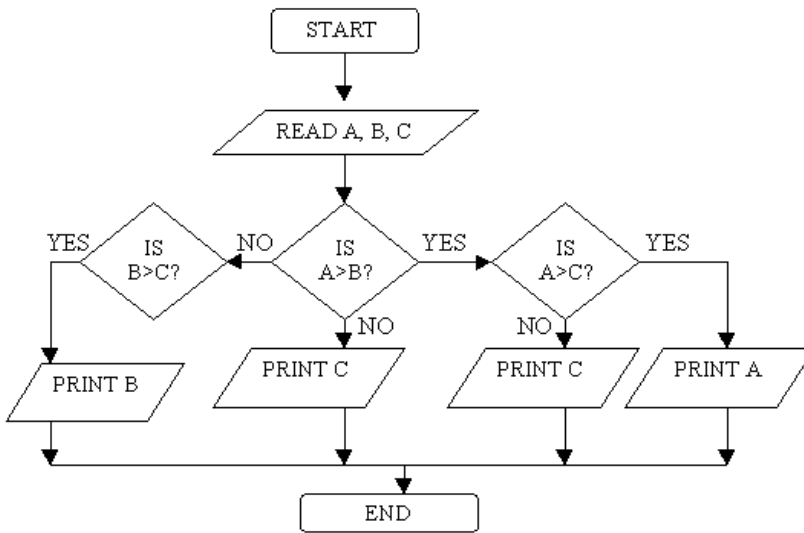 START
READ A, B, C
YES
IS
B>C?
NO
IS
A>B?
YES
IS
A>C?
YES
NO
NO
PRINT B
PRINT C
PRINT C
PRINT A
END